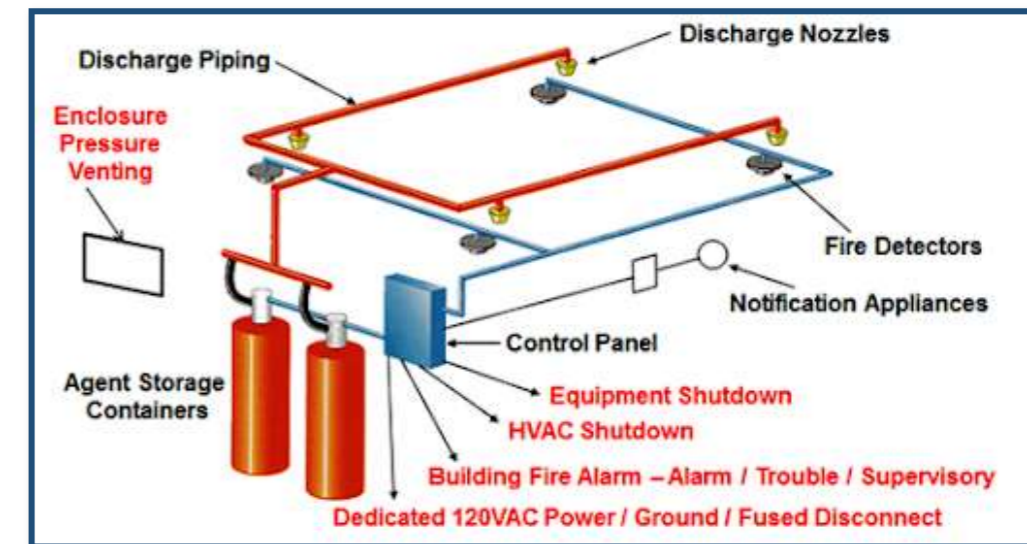 Discharge Nozzles
Discharge Piping
Enclosure
Pressure
Venting
Fire Detectors
Notification Appliances
Control Panel
Agent Storage
Containers
Equipment Shutdown
HVAC Shutdown
Building Fire Alarm – Alarm / Trouble / Supervisory
Dedicated 120VAC Power / Ground / Fused Disconnect